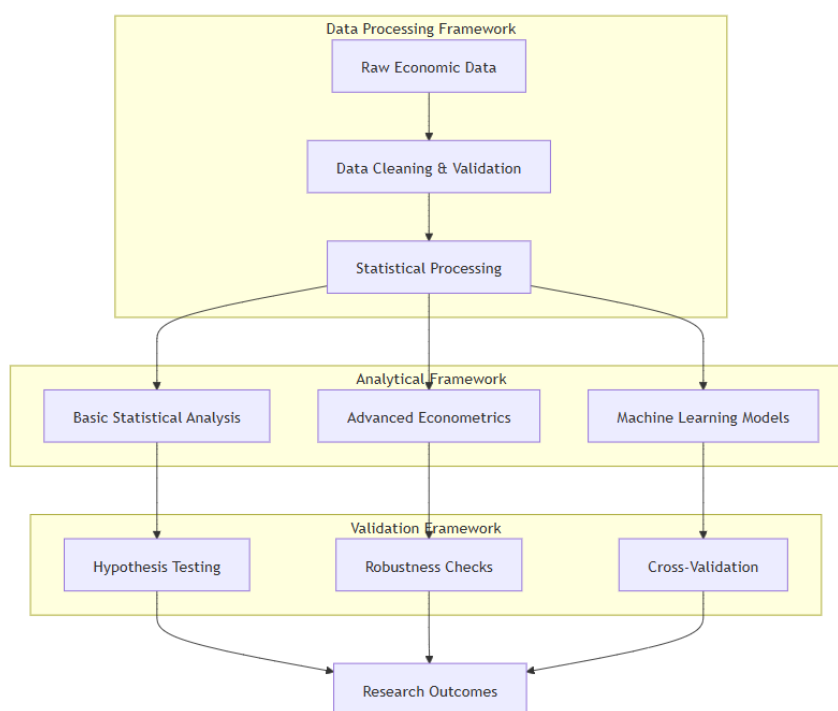 Data Processing Framework
Raw Economic Data
Data Cleaning & Validation
Statistical Processing
Analytical Framework
Basic Statistical Analysis
Advanced Econometrics
Machine Learning Models
Validation Framework
Hypothesis Testing
Robustness Checks
Cross-Validation
Research Outcomes